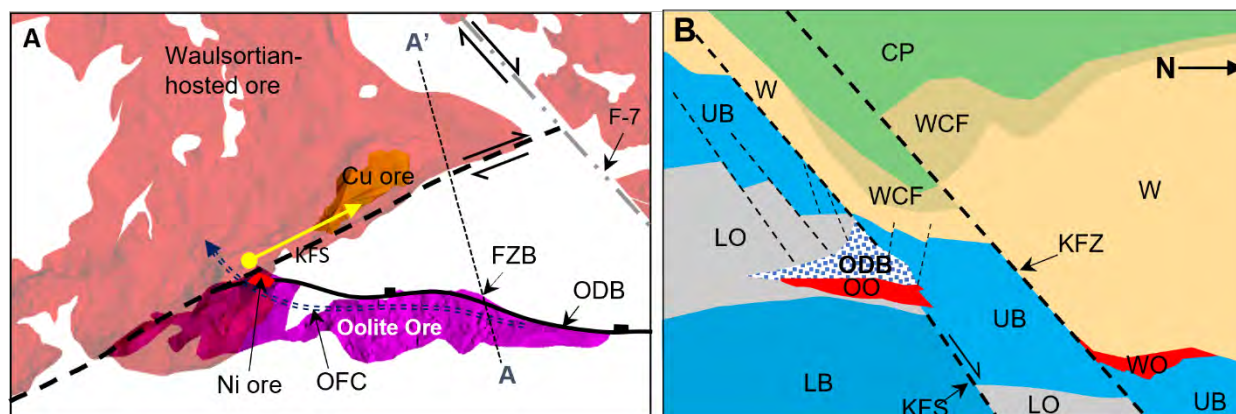 A
Waulsortian-
hosted ore
A'
F-7
Cu ore
KFS
FZB
ODB
Oolite Ore
Ni ore
OFC
A
B
CP
N
W
UB
WCF
WCF
W
LO
KFZ
ODB
OO
UB
WO
LB
KFS
LO
UB